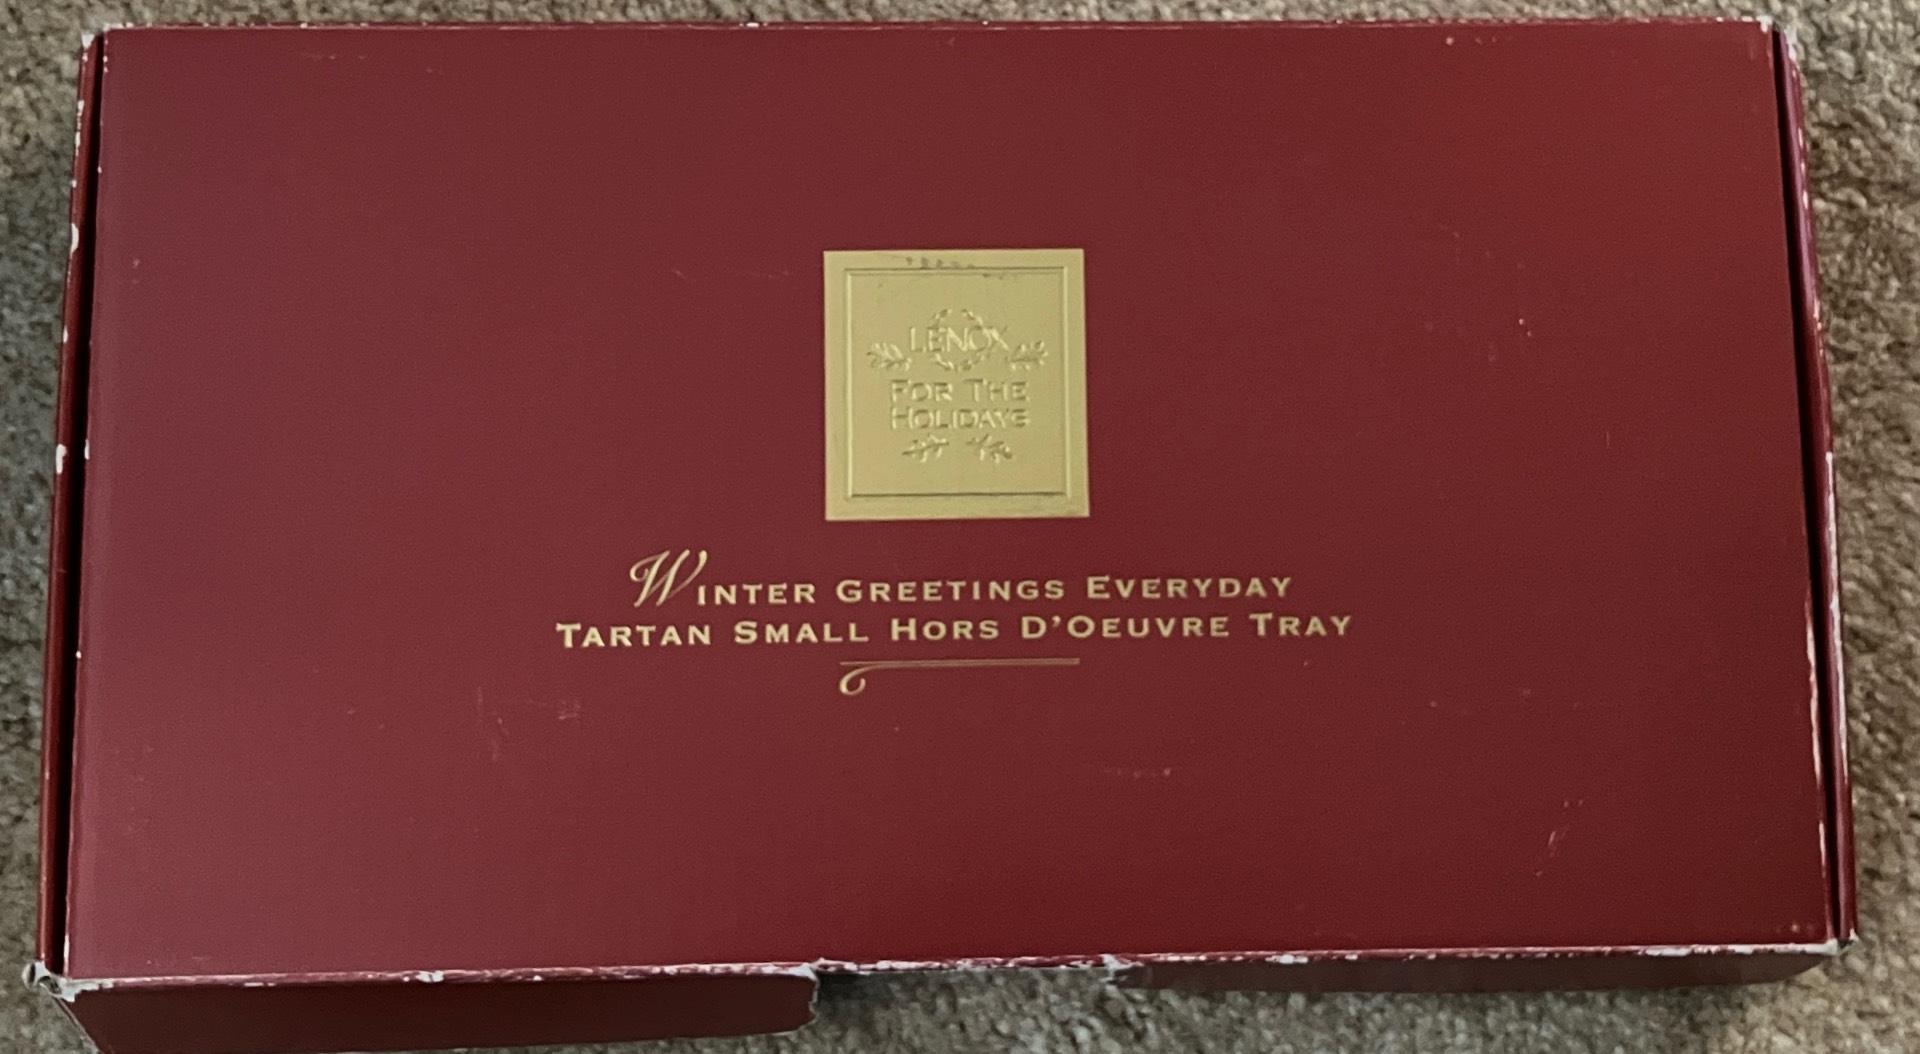 LENOX
FOR THE
HOLIDAYS
WINTER GREETINGS EVERYDAY
TARTAN SMALL HORS D'OEUVRE TRAY